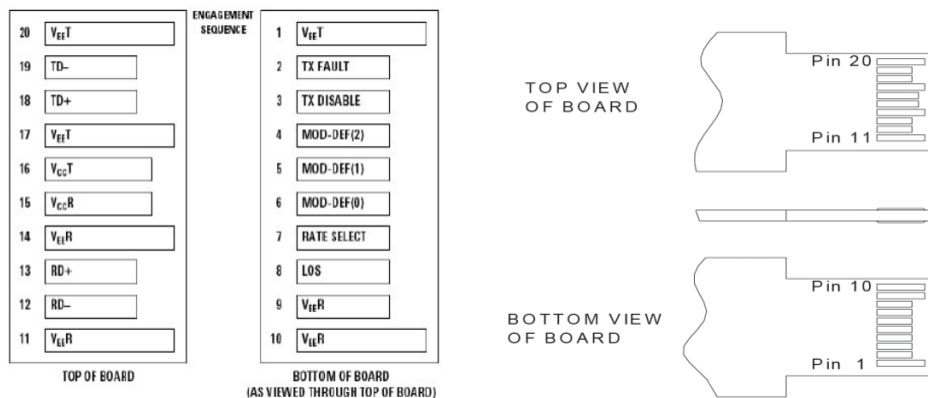 ENGAGEMENT
SEQUENCE
20 VEET
19 TD–
18 TD+
17 VEET
16 VCCT
15 VCCR
14 VEER
13 RD+
12 RD–
11 VEER
TOP OF BOARD
1 VEET
2 TX FAULT
3 TX DISABLE
4 MOD-DEF(2)
5 MOD-DEF(1)
6 MOD-DEF(0)
7 RATE SELECT
8 LOS
9 VEER
10 VEER
BOTTOM OF BOARD
(AS VIEWED THROUGH TOP OF BOARD)
TOP VIEW
OF BOARD
Pin 20
Pin 11
BOTTOM VIEW
OF BOARD
Pin 10
Pin 1